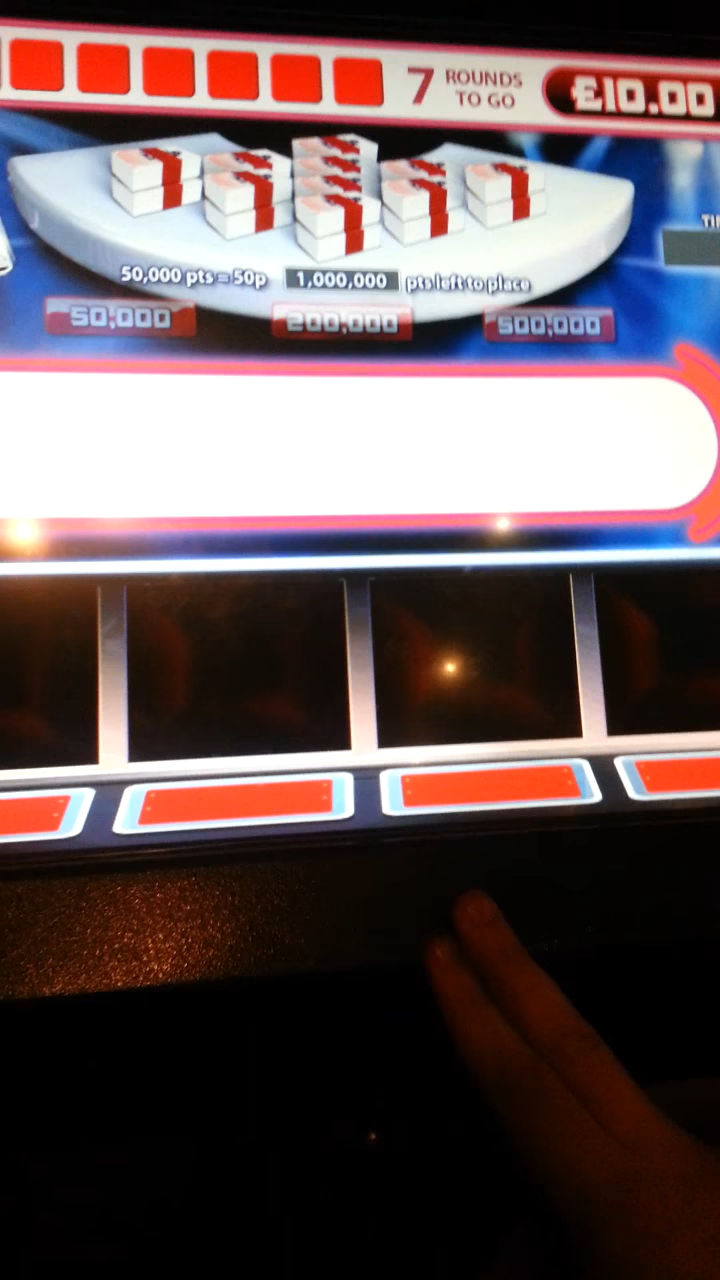 7 ROUNDS
TO GO
£10.00
50,000 pts = 50p 1,000,000 pts left to place
50,000 200,000 500,000